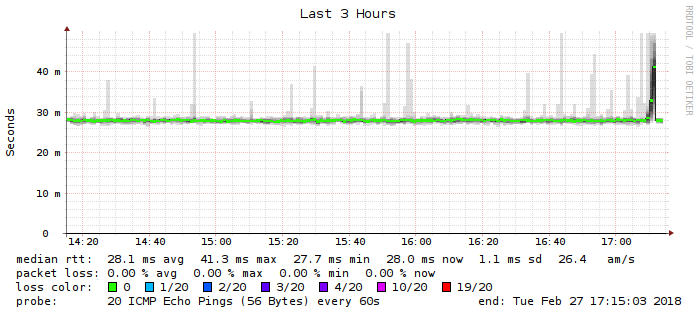 Last 3 Hours
RRDTOOL / TOBI OETIKER
Seconds
40 m
30 m
20 m
10 m
0
14:20 14:40 15:00 15:20 15:40 16:00 16:20 16:40 17:00
median rtt: 28.1 ms avg 41.3 ms max 27.7 ms min 28.0 ms now 1.1 ms sd 26.4 am/s
packet loss: 0.00 % avg 0.00 % max 0.00 % min 0.00 % now
loss color: 0 1/20 2/20 3/20 4/20 10/20 19/20
probe: 20 ICMP Echo Pings (56 Bytes) every 60s end: Tue Feb 27 17:15:03 2018